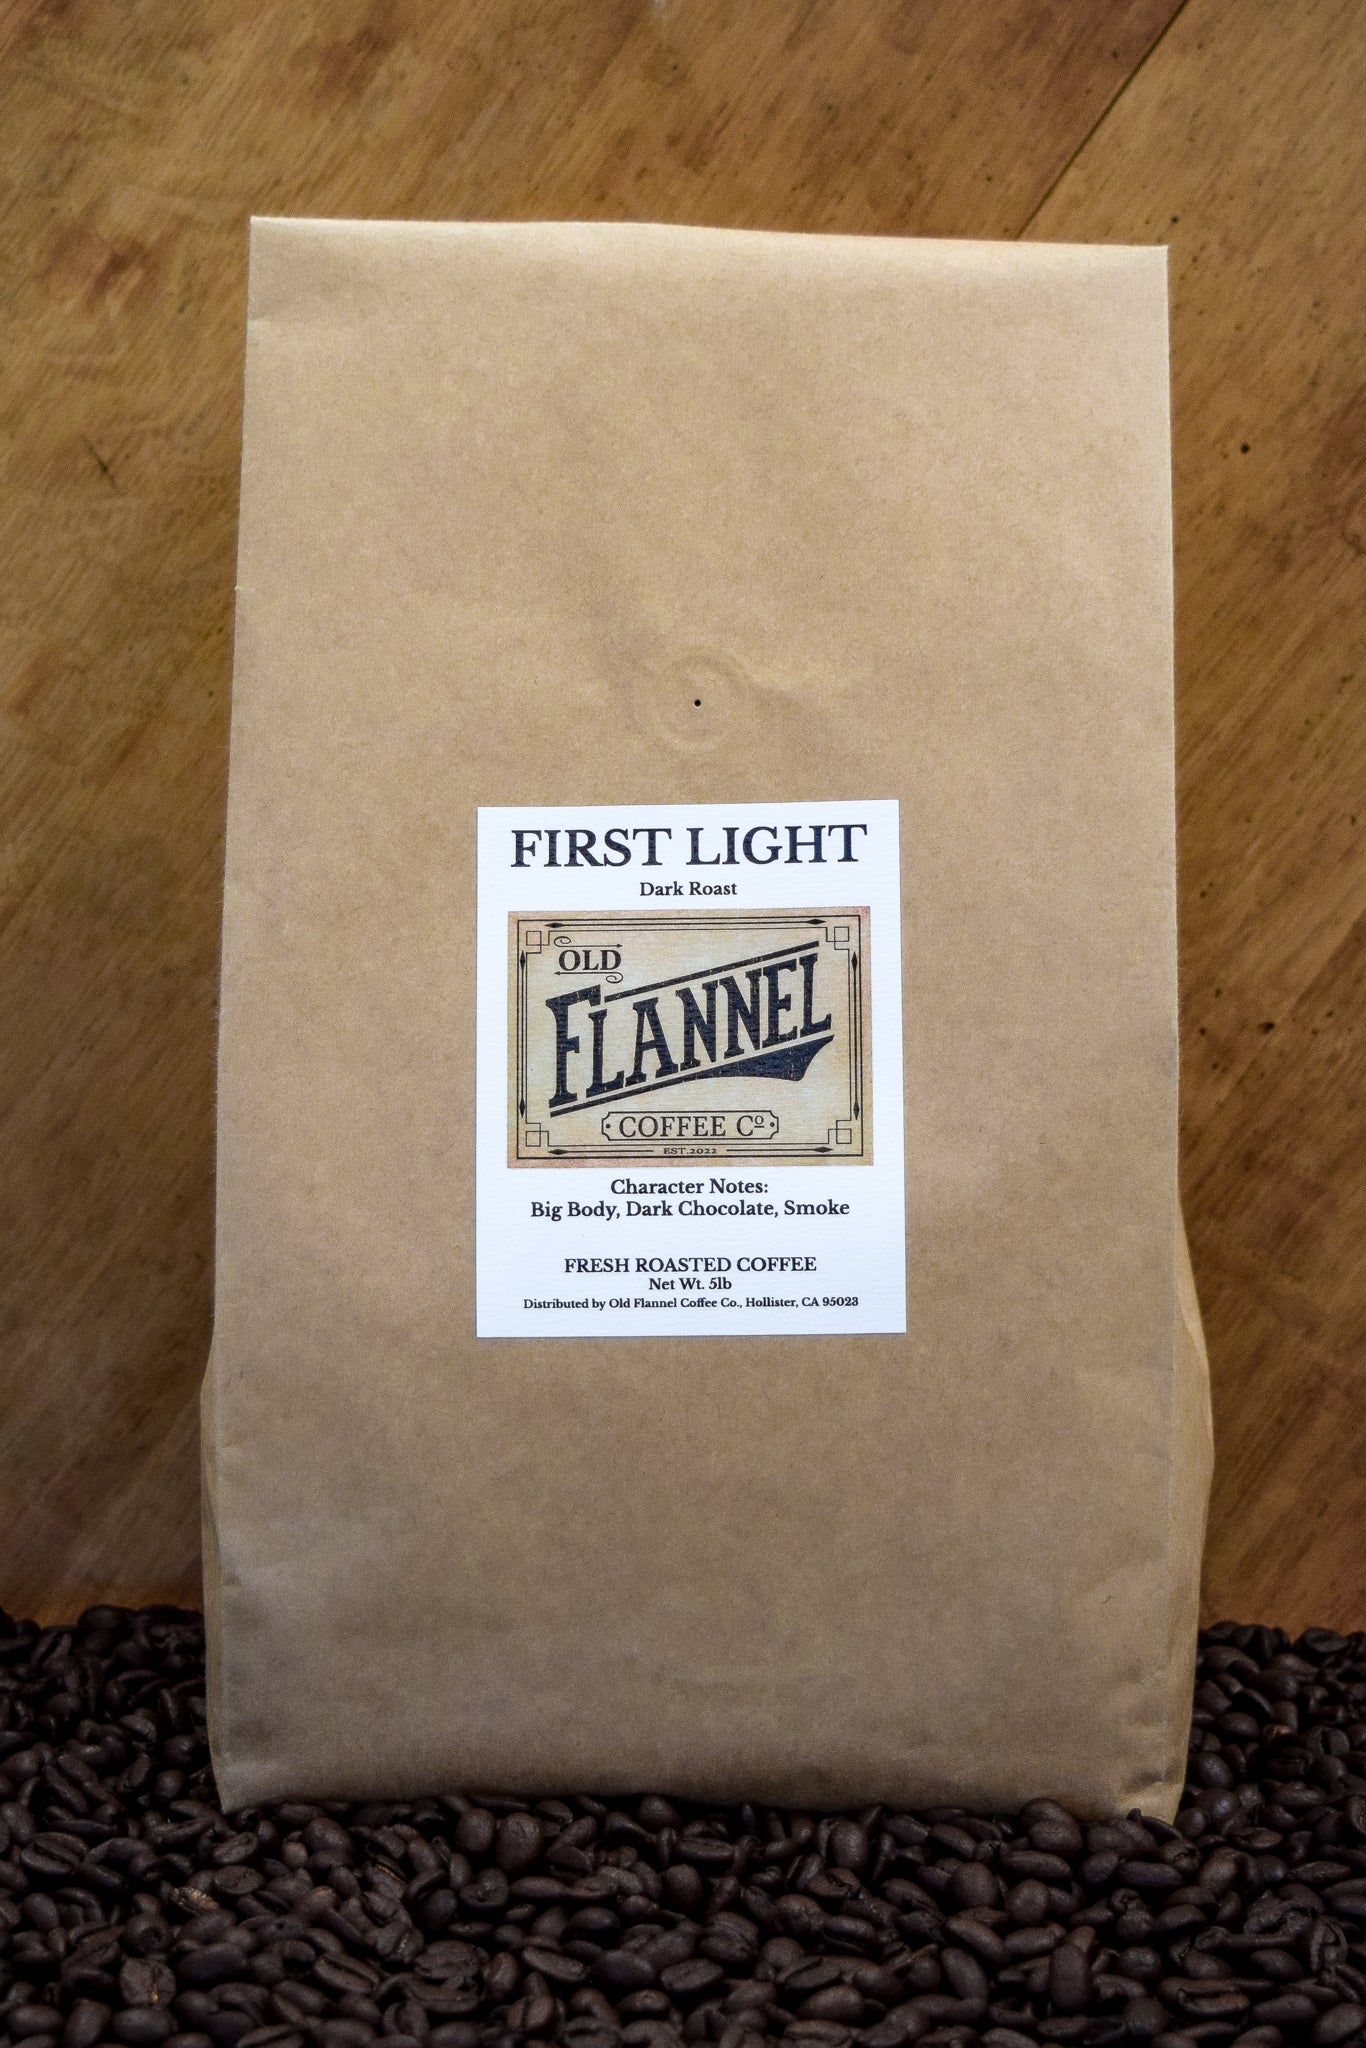 FIRST LIGHT
Dark Roast
OLD
FLANNEL
COFFEE Cº
EST. 2022
Character Notes:
Big Body, Dark Chocolate, Smoke
FRESH ROASTED COFFEE
Net Wt. 5lb
Distributed by Old Flannel Coffee Co., Hollister, CA 95023